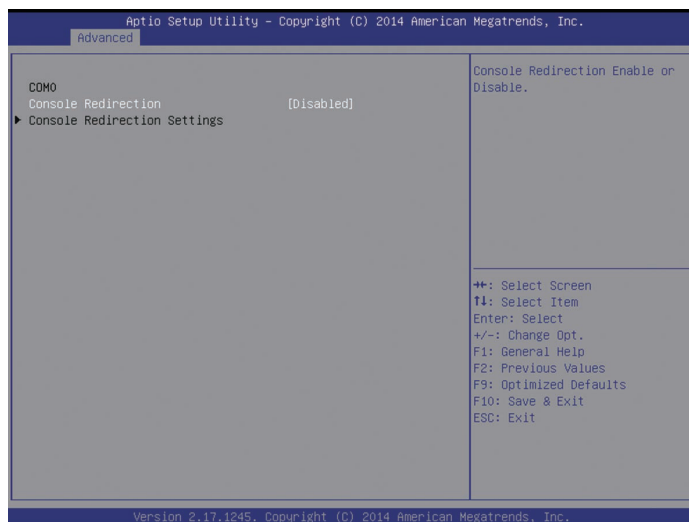 Aptio Setup Utility – Copyright (C) 2014 American Megatrends, Inc.
Advanced
COM0
Console Redirection [Disabled]
Console Redirection Settings
Console Redirection Enable or
Disable.
→←: Select Screen
↑↓: Select Item
Enter: Select
+/-: Change Opt.
F1: General Help
F2: Previous Values
F9: Optimized Defaults
F10: Save & Exit
ESC: Exit
Version 2.17.1245. Copyright (C) 2014 American Megatrends, Inc.